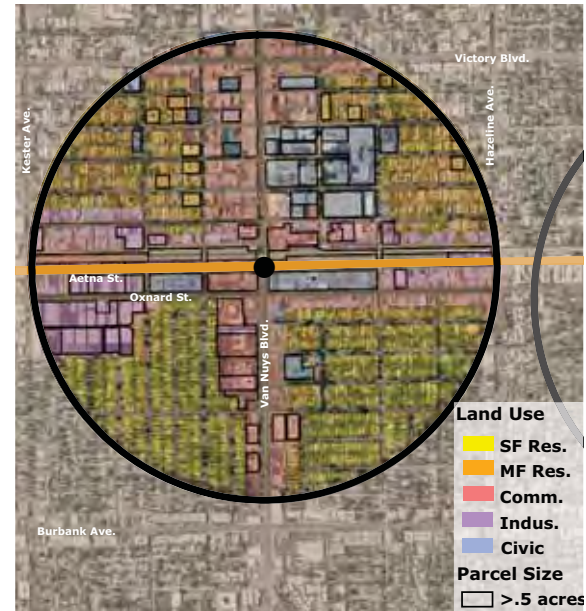 Victory Blvd.
Kester Ave.
Hazeline Ave.
Aetna St.
Oxnard St.
Van Nuys Blvd.
Burbank Ave.
Land Use
SF Res.
MF Res.
Comm.
Indus.
Civic
Parcel Size
>.5 acres